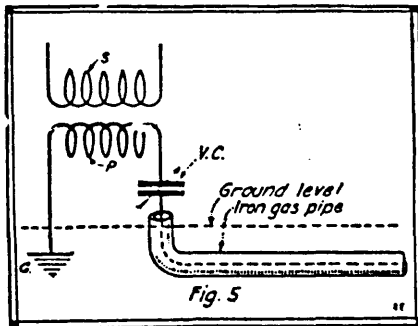 S
P
V.C.
Ground level
Iron gas pipe
G.
Fig. 5